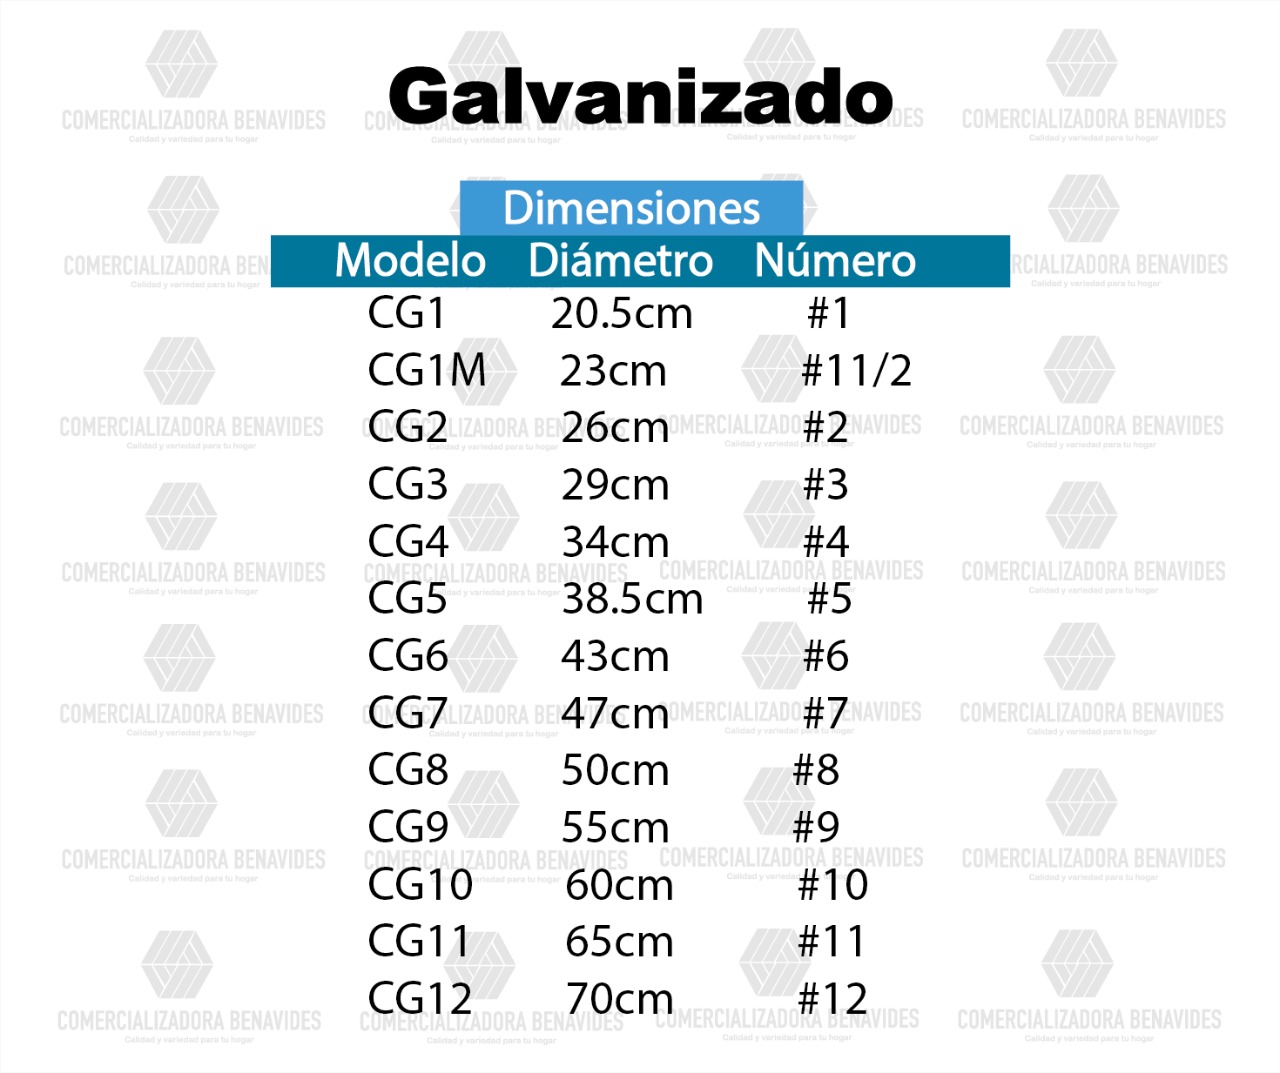 Galvanizado
Dimensiones
Modelo Diámetro Número
CG1 20.5cm #1
CG1M 23cm #11/2
CG2 26cm #2
CG3 29cm #3
CG4 34cm #4
CG5 38.5cm #5
CG6 43cm #6
CG7 47cm #7
CG8 50cm #8
CG9 55cm #9
CG10 60cm #10
CG11 65cm #11
CG12 70cm #12
COMERCIALIZADORA BENAVIDES
Calidad y variedad para tu hogar